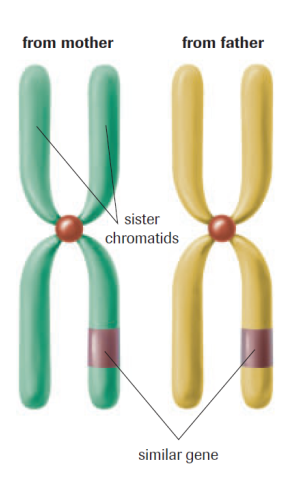 from mother
from father
sister
chromatids
similar gene